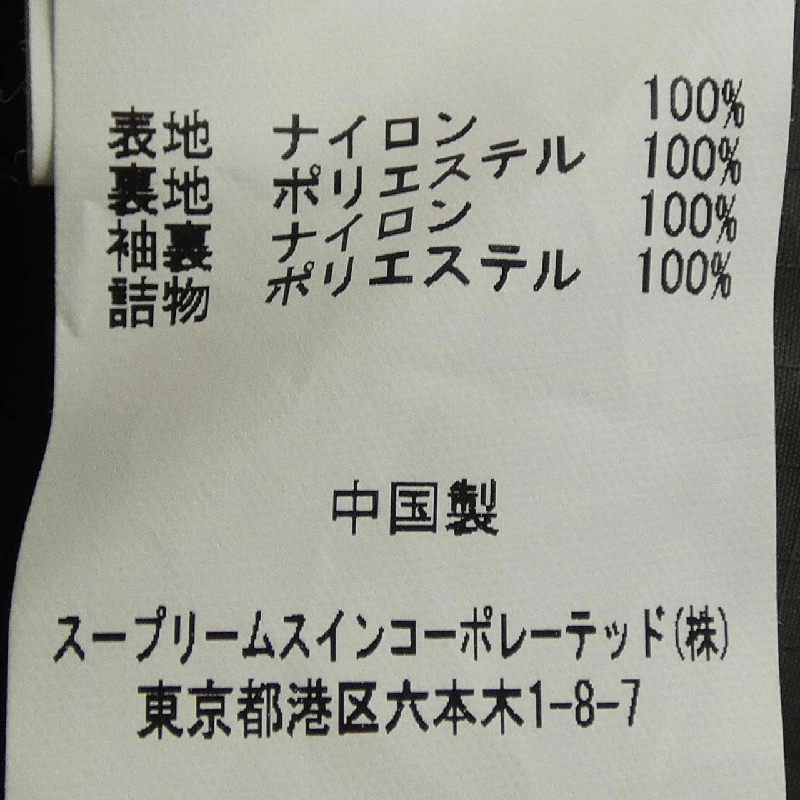 表地 ナイロン 100%
裏地 ポリエステル 100%
袖裏 ナイロン 100%
詰物 ポリエステル 100%
中国製
スープリームスインコーポレーテッド(株)
東京都港区六本木1-8-7